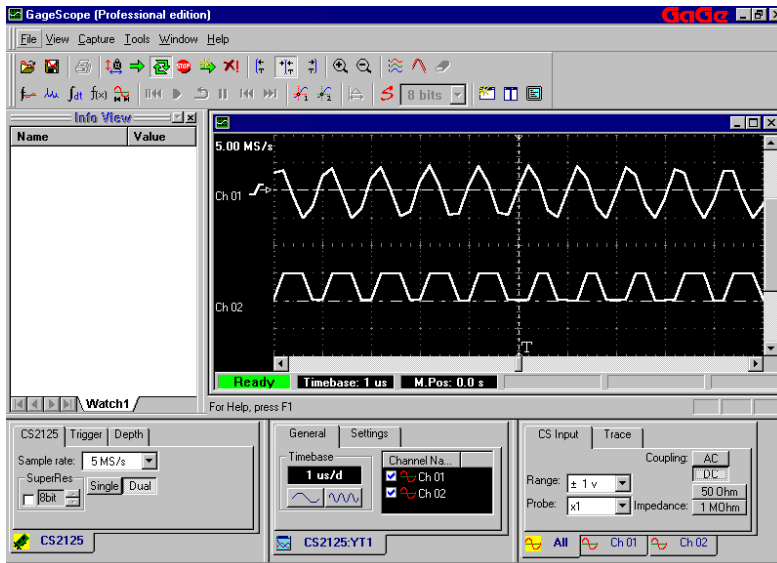 GageScope (Professional edition)
GaGe
File View Capture Tools Window Help
STOP
dt f(x)
1 2
S 8 bits
Info View
Name Value
Watch1
5.00 MS/s
Ch 01
Ch 02
T
Ready Timebase: 1 us M.Pos: 0.0 s
For Help, press F1
CS2125 Trigger Depth
Sample rate: 5 MS/s
SuperRes
8bit
Single Dual
CS2125
General Settings
Timebase
1 us/d
Channel Na...
Ch 01
Ch 02
CS2125:YT1
CS Input Trace
Coupling: AC
DC
Range: ± 1 v
50 Ohm
Probe: x1
Impedance: 1 MOhm
All Ch 01 Ch 02